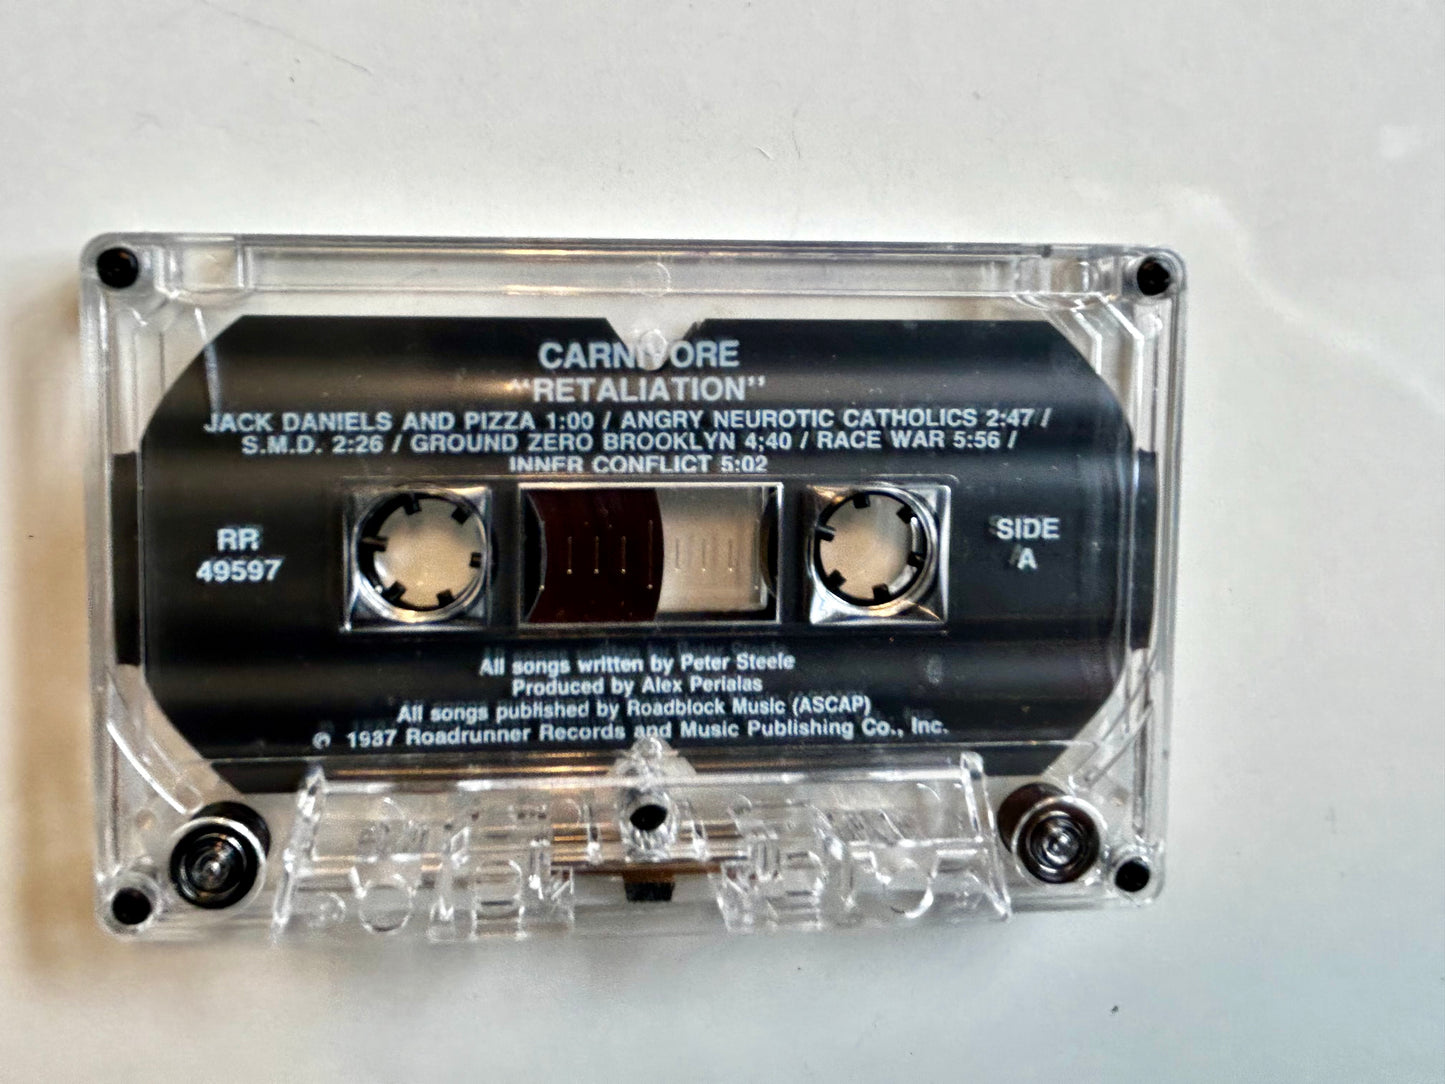 CARNIVORE
"RETALIATION"
JACK DANIELS AND PIZZA 1:00 / ANGRY NEUROTIC CATHOLICS 2:47 /
S.M.D. 2:26 / GROUND ZERO BROOKLYN 4;40 / RACE WAR 5:56 /
INNER CONFLICT 5:02
RR
49597
SIDE
A
All songs written by Peter Steele
Produced by Alex Perialas
All songs published by Roadblock Music (ASCAP)
℗ 1987 Roadrunner Records and Music Publishing Co., Inc.